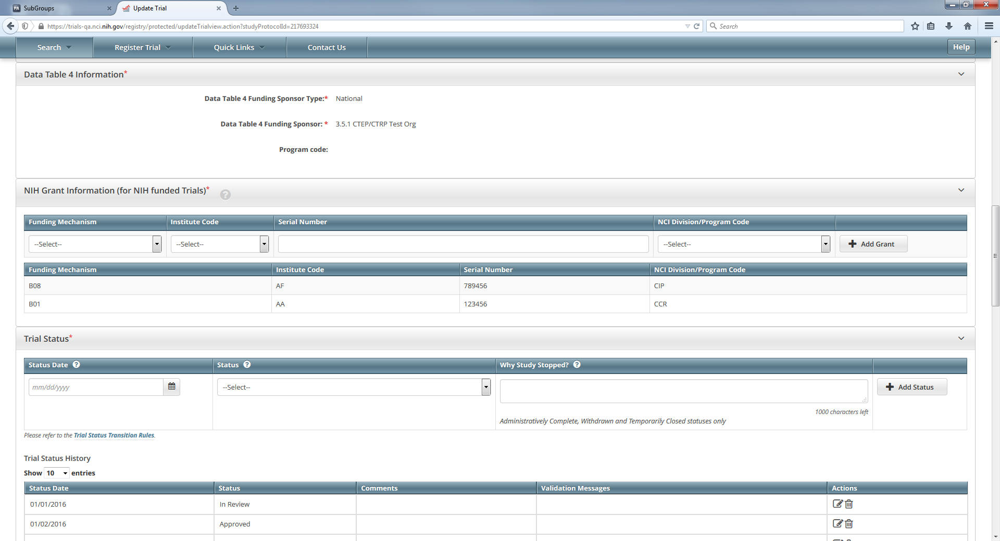 SubGroups
Update Trial
https://trials-qa.nci.nih.gov/registry/protected/updateTrialview.action?studyProtocolId=217693324
Search
Search
Register Trial
Quick Links
Contact Us
Help
Data Table 4 Information*
Data Table 4 Funding Sponsor Type:* National
Data Table 4 Funding Sponsor: * 3.5.1 CTEP/CTRP Test Org
Program code:
NIH Grant Information (for NIH funded Trials)* ?
Funding Mechanism Institute Code Serial Number NCI Division/Program Code
--Select-- --Select-- --Select-- Add Grant
Funding Mechanism Institute Code Serial Number NCI Division/Program Code
B08 AF 789456 CIP
B01 AA 123456 CCR
Trial Status*
Status Date ? Status ? Why Study Stopped? ?
mm/dd/yyyy --Select-- Add Status
1000 characters left
Administratively Complete, Withdrawn and Temporarily Closed statuses only
Please refer to the Trial Status Transition Rules.
Trial Status History
Show 10 entries
Status Date Status Comments Validation Messages Actions
01/01/2016 In Review
01/02/2016 Approved